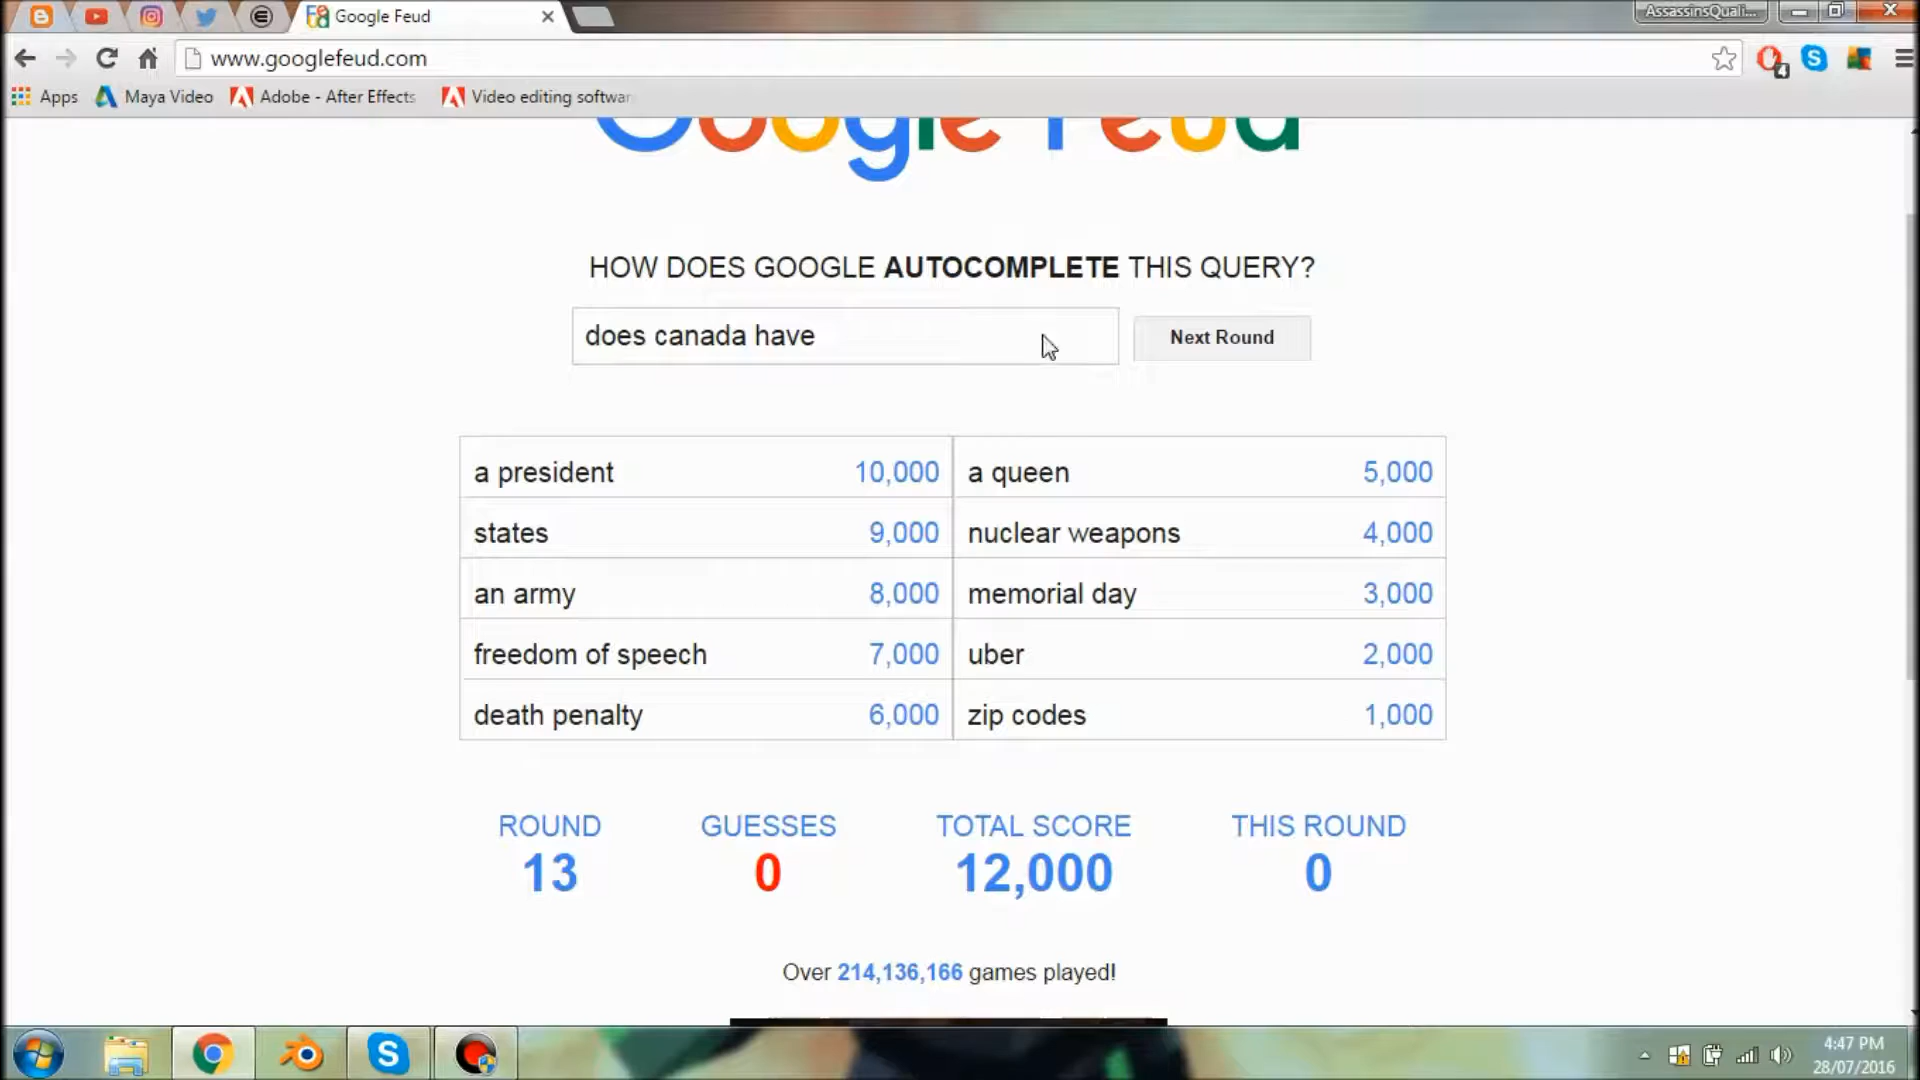 Google Feud
AssassinsQuali...
www.googlefeud.com
4
Apps Maya Video Adobe - After Effects Video editing softwar
Google Feud
HOW DOES GOOGLE AUTOCOMPLETE THIS QUERY?
does canada have Next Round
a president 10,000 a queen 5,000
states 9,000 nuclear weapons 4,000
an army 8,000 memorial day 3,000
freedom of speech 7,000 uber 2,000
death penalty 6,000 zip codes 1,000
ROUND GUESSES TOTAL SCORE THIS ROUND
13 0 12,000 0
Over 214,136,166 games played!
4:47 PM
28/07/2016